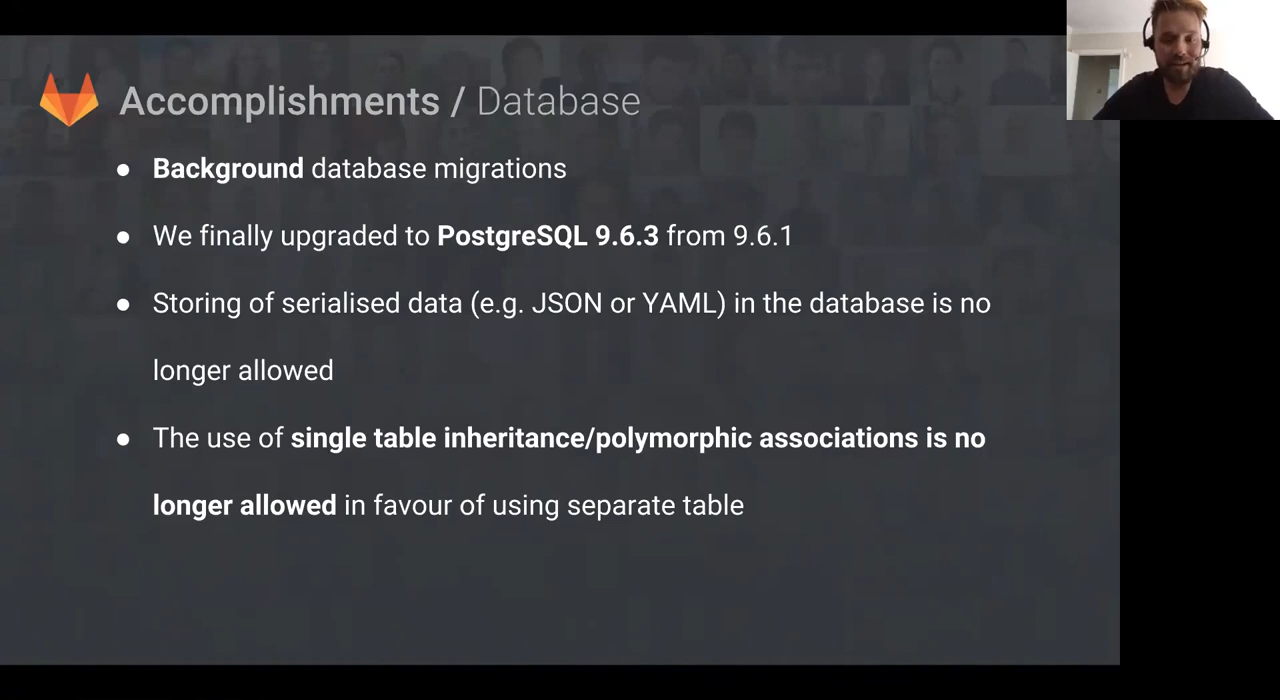 Accomplishments / Database
● Background database migrations
● We finally upgraded to PostgreSQL 9.6.3 from 9.6.1
● Storing of serialised data (e.g. JSON or YAML) in the database is no
longer allowed
● The use of single table inheritance/polymorphic associations is no
longer allowed in favour of using separate table